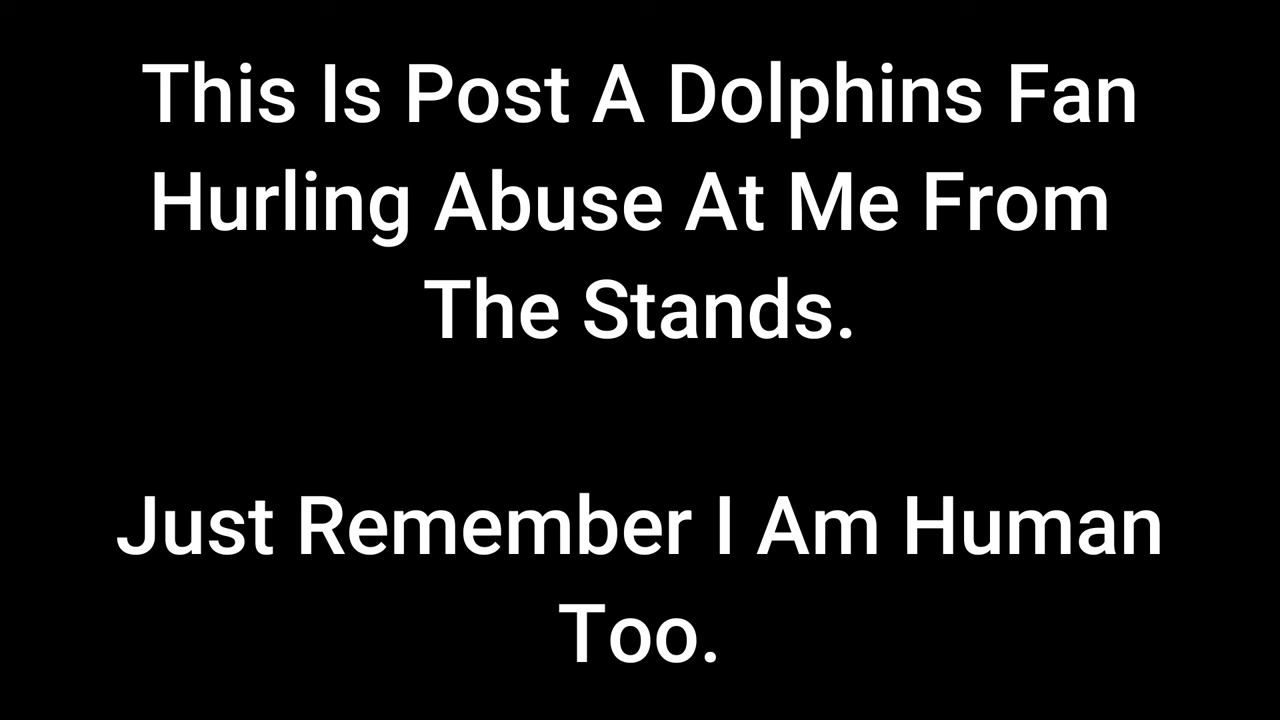 This Is Post A Dolphins Fan
Hurling Abuse At Me From
The Stands.
Just Remember I Am Human
Too.